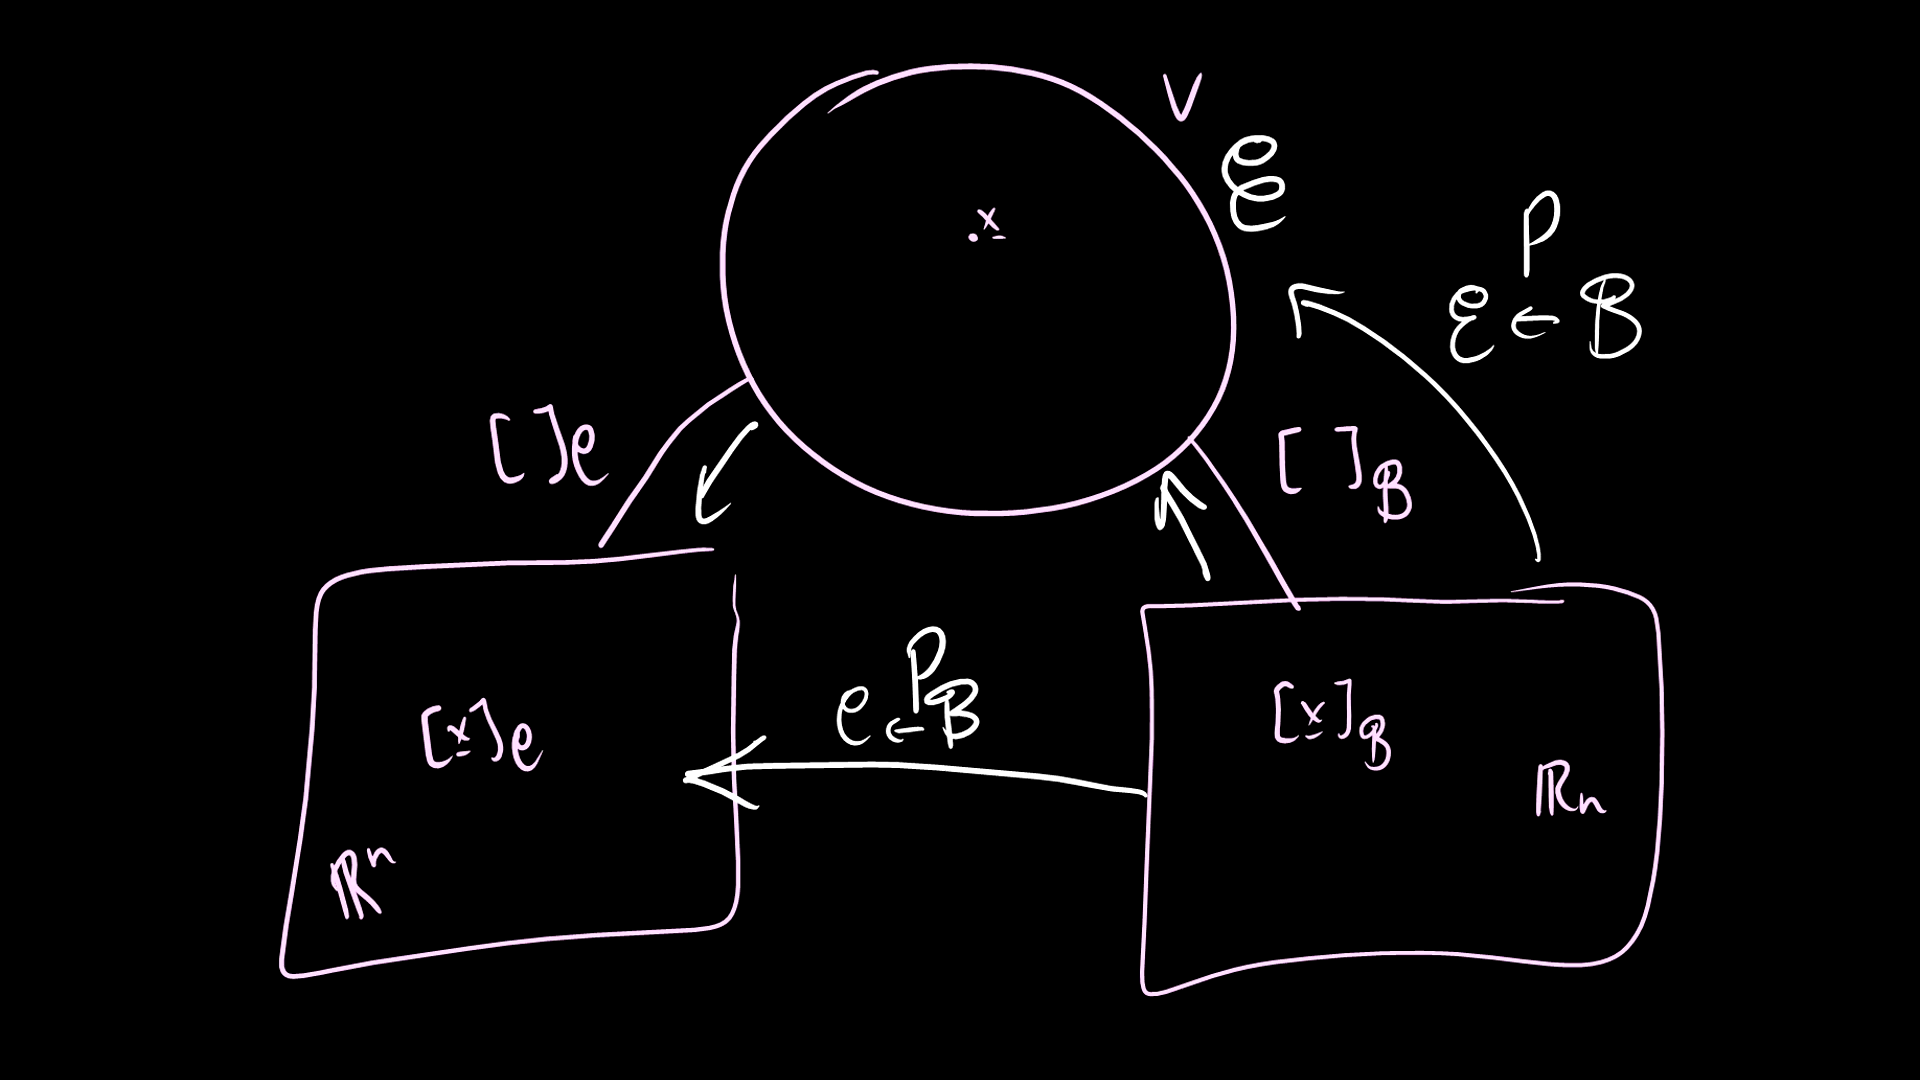 V
x
ℰ
P
ℰ ← B
[ ]e
[ ]B
P
e ← B
[x]e
[x]B
ℝn
ℝⁿ